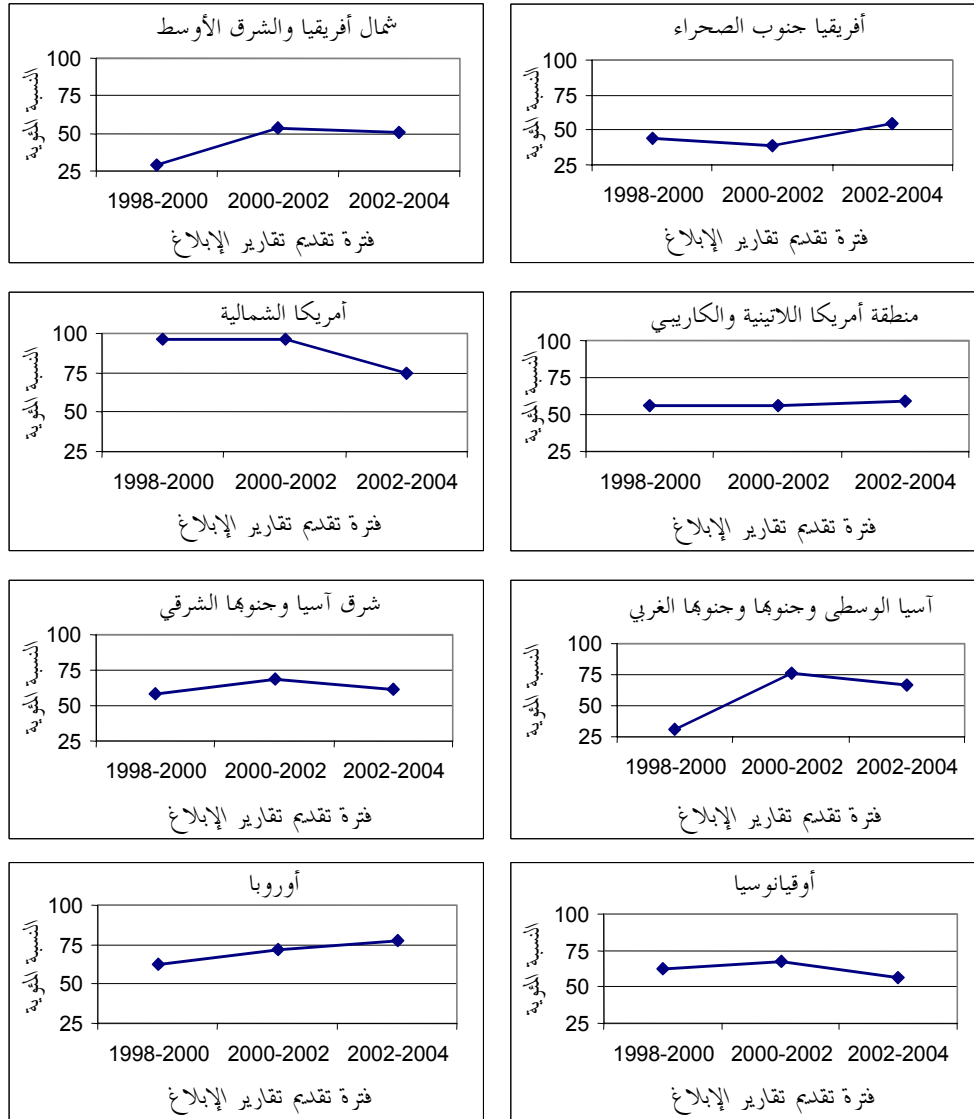 أفريقيا جنوب الصحراء
النسبة المئوية
100
75
50
25
1998-2000 2000-2002 2002-2004
فترة تقديم تقارير الإبلاغ
شمال أفريقيا والشرق الأوسط
النسبة المئوية
100
75
50
25
1998-2000 2000-2002 2002-2004
فترة تقديم تقارير الإبلاغ
منطقة أمريكا اللاتينية والكاريبي
النسبة المئوية
100
75
50
25
1998-2000 2000-2002 2002-2004
فترة تقديم تقارير الإبلاغ
أمريكا الشمالية
النسبة المئوية
100
75
50
25
1998-2000 2000-2002 2002-2004
فترة تقديم تقارير الإبلاغ
آسيا الوسطى وجنوبها وجنوبها الغربي
النسبة المئوية
100
75
50
25
1998-2000 2000-2002 2002-2004
فترة تقديم تقارير الإبلاغ
شرق آسيا وجنوبها الشرقي
النسبة المئوية
100
75
50
25
1998-2000 2000-2002 2002-2004
فترة تقديم تقارير الإبلاغ
أوقيانوسيا
النسبة المئوية
100
75
50
25
1998-2000 2000-2002 2002-2004
فترة تقديم تقارير الإبلاغ
أوروبا
النسبة المئوية
100
75
50
25
1998-2000 2000-2002 2002-2004
فترة تقديم تقارير الإبلاغ